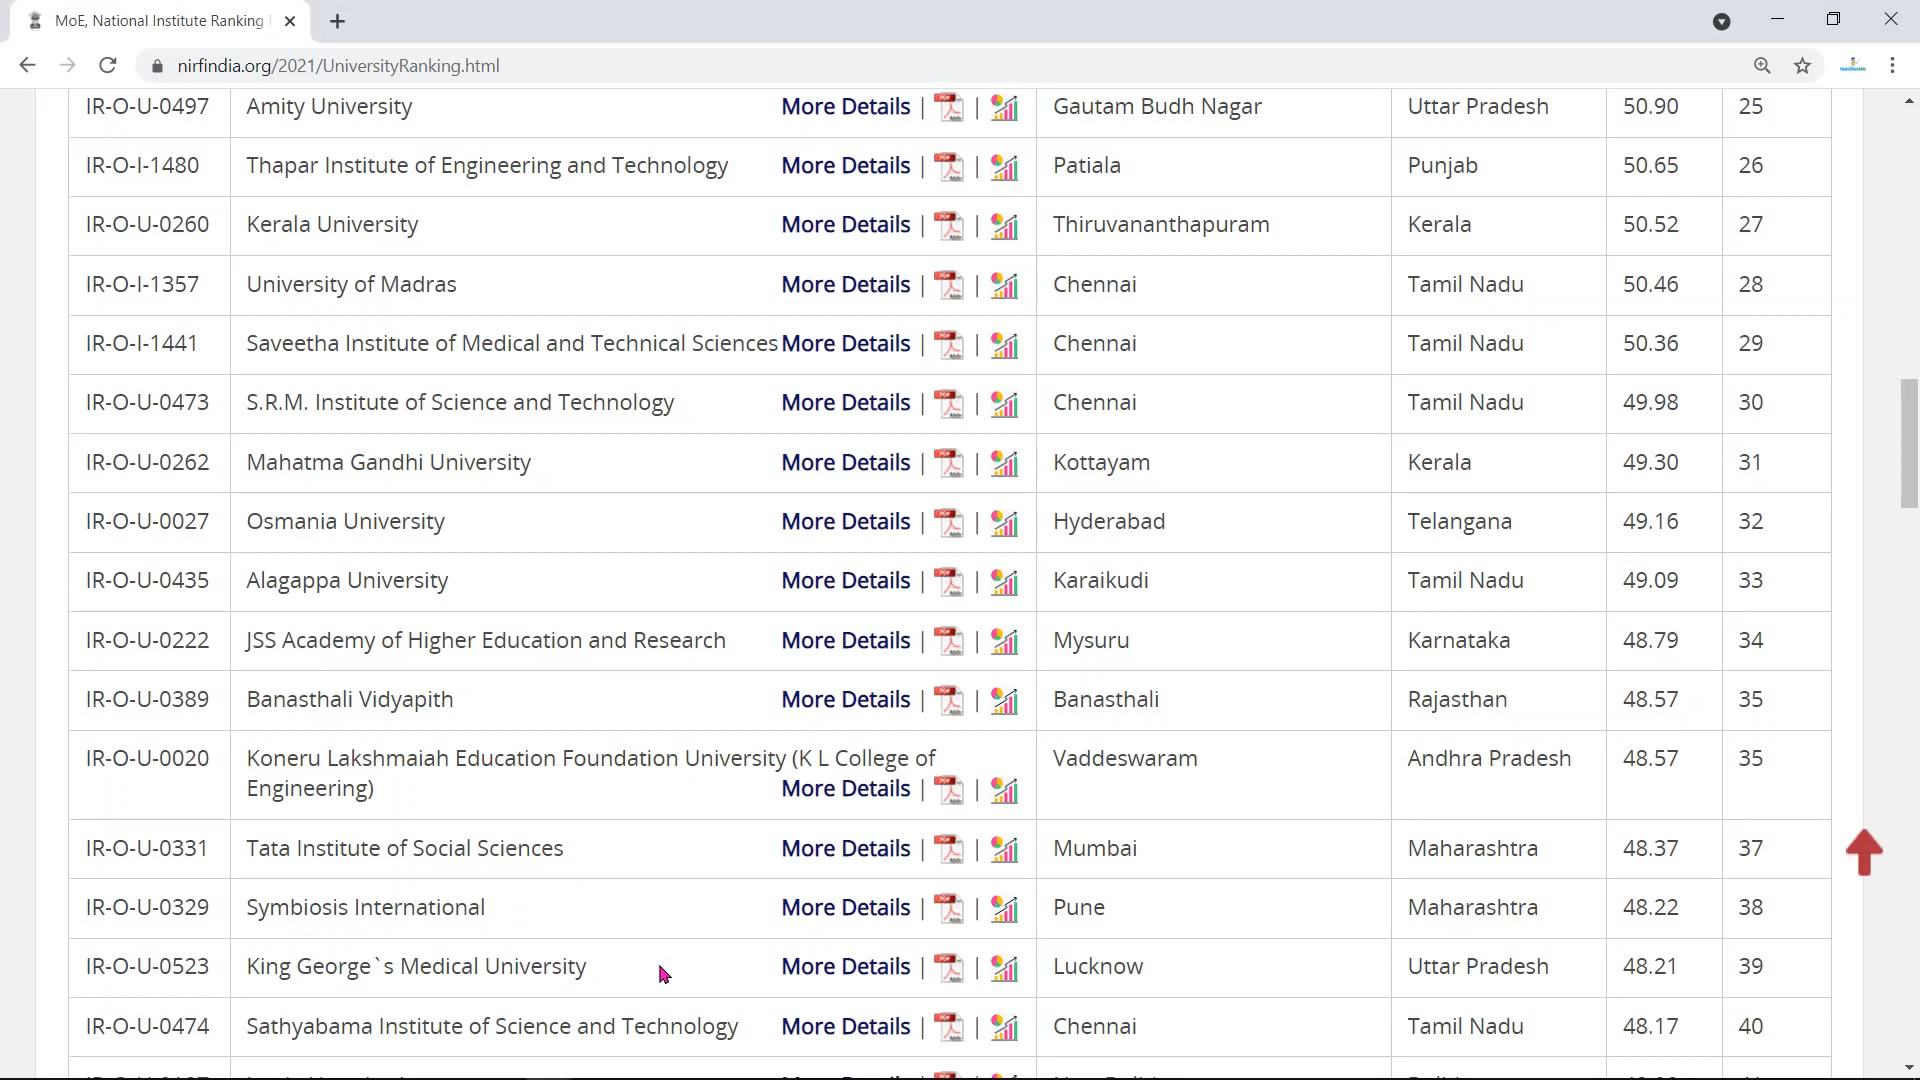 MoE, National Institute Ranking
nirfindia.org/2021/UniversityRanking.html
IR-O-U-0497 Amity University More Details | | Gautam Budh Nagar Uttar Pradesh 50.90 25
IR-O-I-1480 Thapar Institute of Engineering and Technology More Details | | Patiala Punjab 50.65 26
IR-O-U-0260 Kerala University More Details | | Thiruvananthapuram Kerala 50.52 27
IR-O-I-1357 University of Madras More Details | | Chennai Tamil Nadu 50.46 28
IR-O-I-1441 Saveetha Institute of Medical and Technical Sciences More Details | | Chennai Tamil Nadu 50.36 29
IR-O-U-0473 S.R.M. Institute of Science and Technology More Details | | Chennai Tamil Nadu 49.98 30
IR-O-U-0262 Mahatma Gandhi University More Details | | Kottayam Kerala 49.30 31
IR-O-U-0027 Osmania University More Details | | Hyderabad Telangana 49.16 32
IR-O-U-0435 Alagappa University More Details | | Karaikudi Tamil Nadu 49.09 33
IR-O-U-0222 JSS Academy of Higher Education and Research More Details | | Mysuru Karnataka 48.79 34
IR-O-U-0389 Banasthali Vidyapith More Details | | Banasthali Rajasthan 48.57 35
IR-O-U-0020 Koneru Lakshmaiah Education Foundation University (K L College of Vaddeswaram Andhra Pradesh 48.57 35
Engineering) More Details | |
IR-O-U-0331 Tata Institute of Social Sciences More Details | | Mumbai Maharashtra 48.37 37
IR-O-U-0329 Symbiosis International More Details | | Pune Maharashtra 48.22 38
IR-O-U-0523 King George`s Medical University More Details | | Lucknow Uttar Pradesh 48.21 39
IR-O-U-0474 Sathyabama Institute of Science and Technology More Details | | Chennai Tamil Nadu 48.17 40